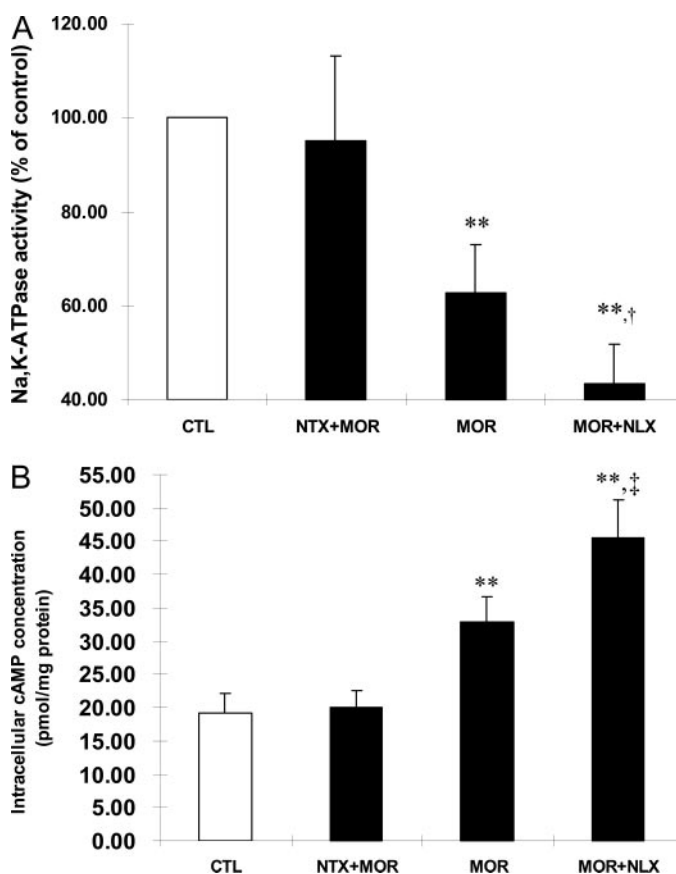 A
Na,K-ATPase activity (% of control)
120.00
100.00
80.00
60.00
40.00
**
**,†
CTL
NTX+MOR
MOR
MOR+NLX
B
Intracellular cAMP concentration
(pmol/mg protein)
55.00
50.00
45.00
40.00
35.00
30.00
25.00
20.00
15.00
10.00
5.00
0.00
**
**,‡
CTL
NTX+MOR
MOR
MOR+NLX